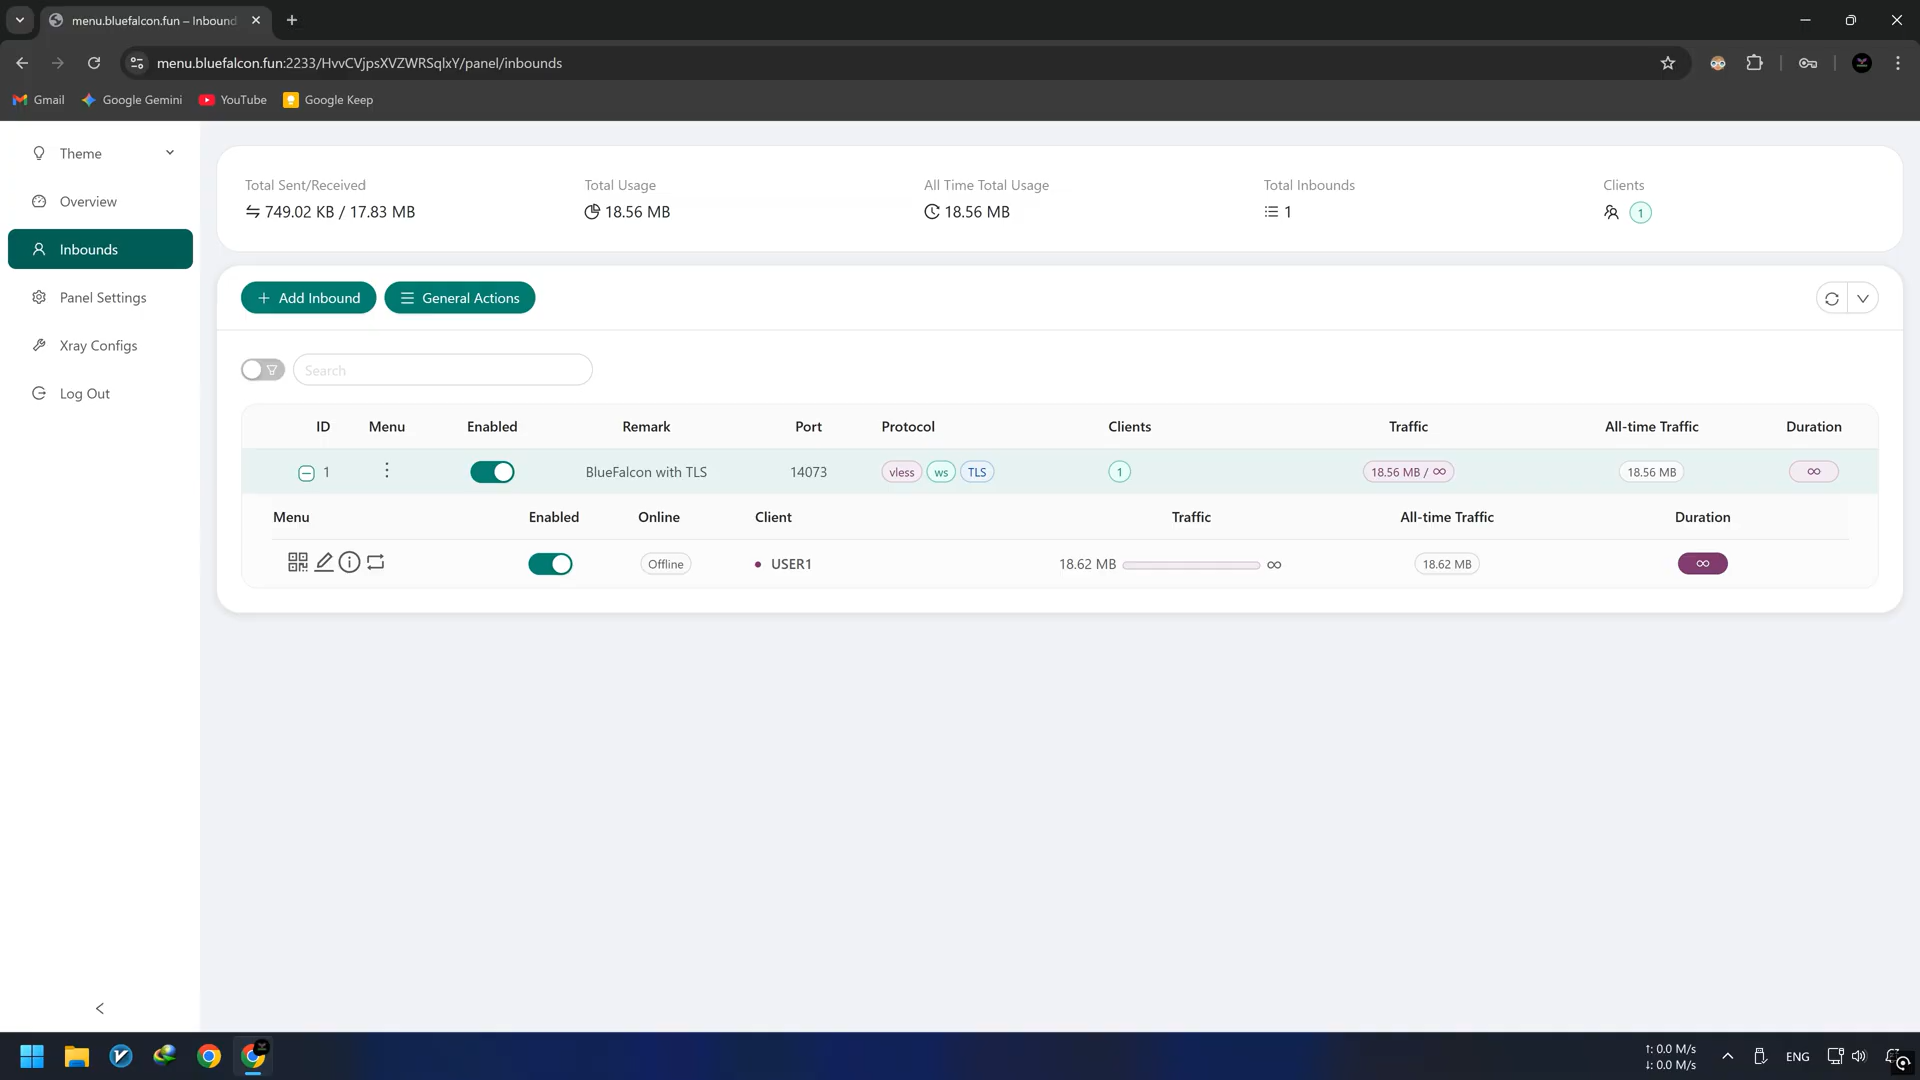 menu.bluefalcon.fun – Inbound
menu.bluefalcon.fun:2233/HvvCVjpsXVZWRSqlxY/panel/inbounds
Gmail Google Gemini YouTube Google Keep
Theme
Overview
Inbounds
Panel Settings
Xray Configs
Log Out
Total Sent/Received Total Usage All Time Total Usage Total Inbounds Clients
749.02 KB / 17.83 MB 18.56 MB 18.56 MB 1 1
Add Inbound General Actions
Search
ID Menu Enabled Remark Port Protocol Clients Traffic All-time Traffic Duration
1 BlueFalcon with TLS 14073 vless ws TLS 1 18.56 MB / ∞ 18.56 MB ∞
Menu Enabled Online Client Traffic All-time Traffic Duration
Offline USER1 18.62 MB ∞ 18.62 MB ∞
↑: 0.0 M/s
↓: 0.0 M/s
ENG